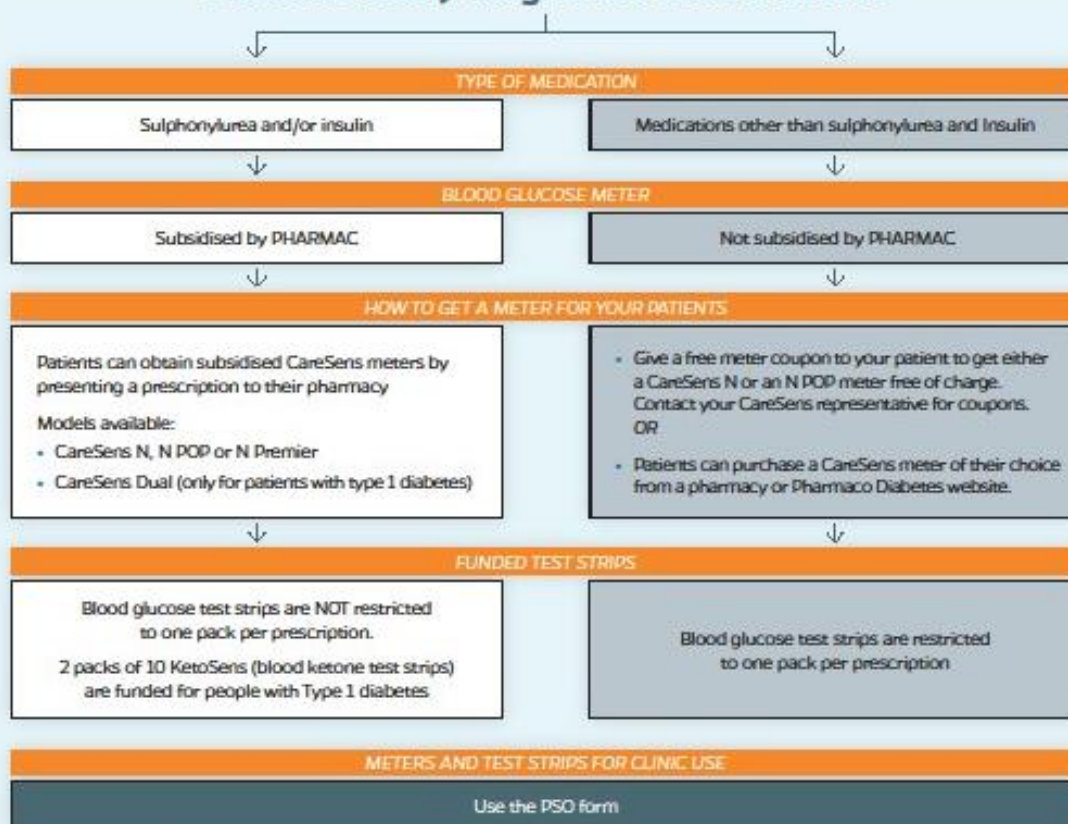 TYPE OF MEDICATION
Sulphonylurea and/or insulin
Medications other than sulphonylurea and Insulin
BLOOD GLUCOSE METER
Subsidised by PHARMAC
Not subsidised by PHARMAC
HOW TO GET A METER FOR YOUR PATIENTS
Patients can obtain subsidised CareSens meters by
presenting a prescription to their pharmacy
Models available:
• CareSens N, N POP or N Premier
• CareSens Dual (only for patients with type 1 diabetes)
• Give a free meter coupon to your patient to get either
a CareSens N or an N POP meter free of charge.
Contact your CareSens representative for coupons.
OR
• Patients can purchase a CareSens meter of their choice
from a pharmacy or Pharmaco Diabetes website.
FUNDED TEST STRIPS
Blood glucose test strips are NOT restricted
to one pack per prescription.
2 packs of 10 KetoSens (blood ketone test strips)
are funded for people with Type 1 diabetes
Blood glucose test strips are restricted
to one pack per prescription
METERS AND TEST STRIPS FOR CLINIC USE
Use the PSO form